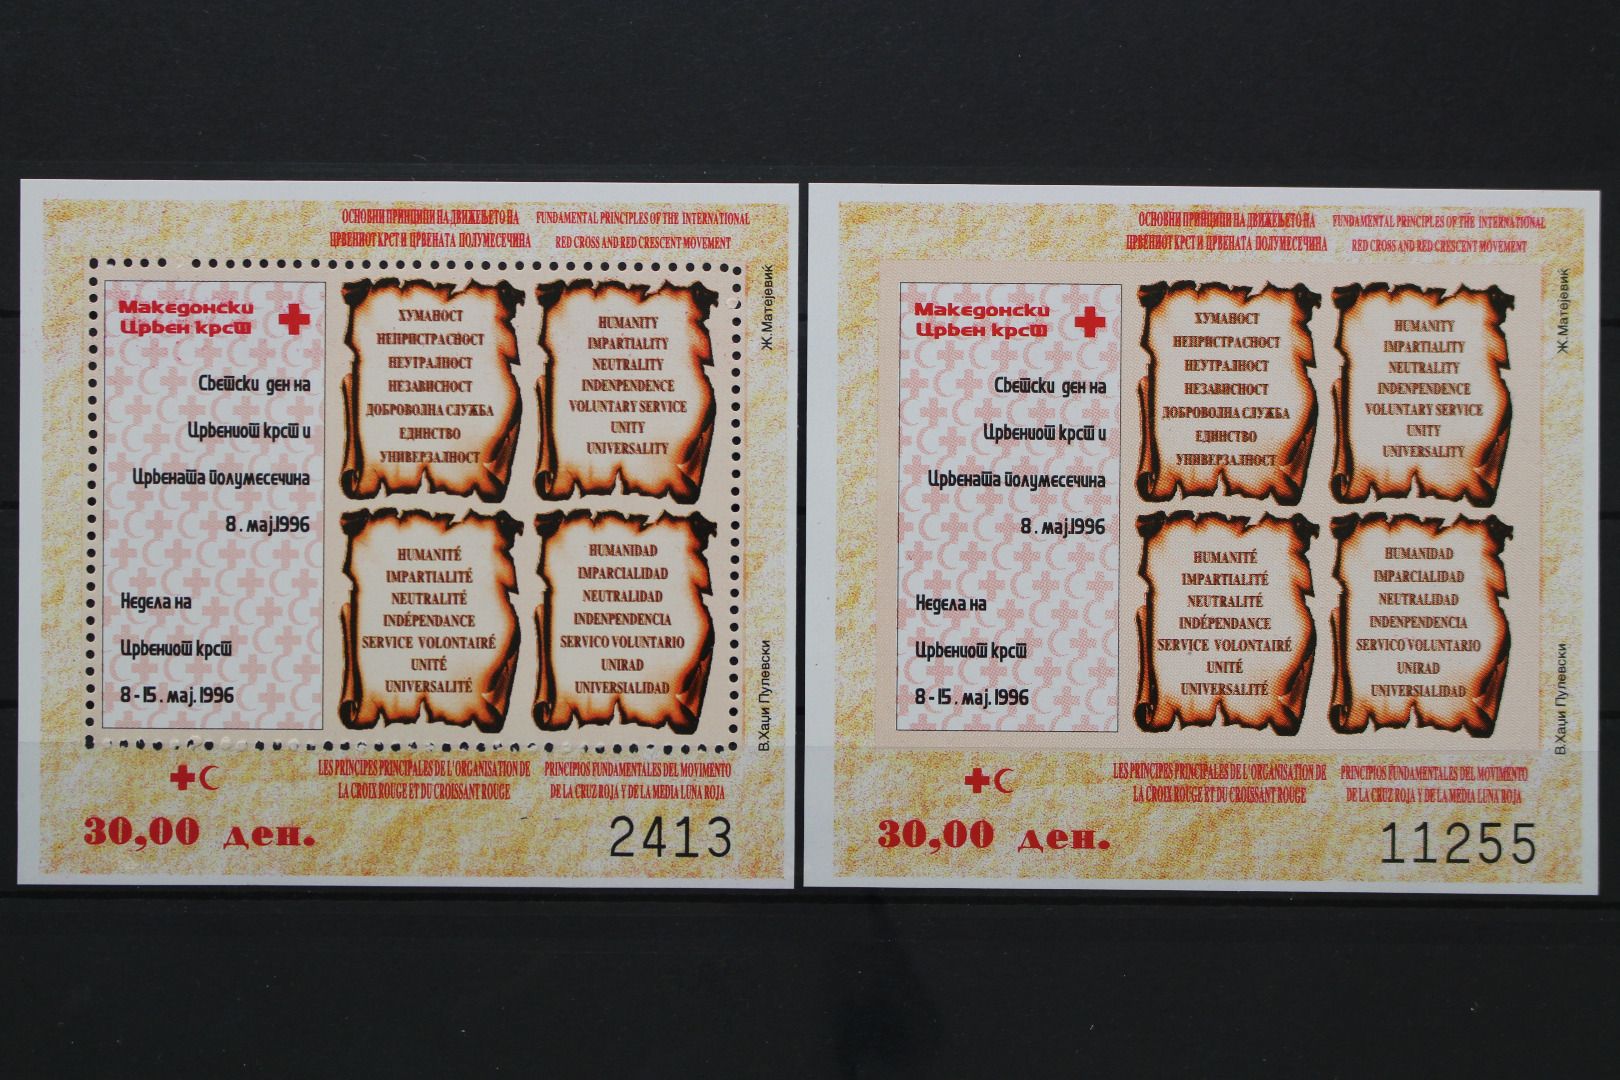 ОСНОВНИ ПРИНЦИПИ НА ДВИЖЕЊЕТО НА
ЦРВЕНИОТ КРСТ И ЦРВЕНАТА ПОЛУМЕСЕЧИНА
FUNDAMENTAL PRINCIPLES OF THE INTERNATIONAL
RED CROSS AND RED CRESCENT MOVEMENT
Македонски
Црвен крст
Светски ден на
Црвениот крст и
Црвената полумесечина
8. мај.1996
Недела на
Црвениот крст
8-15. мај. 1996
ХУМАНОСТ
НЕПРИСТРАСНОСТ
НЕУТРАЛНОСТ
НЕЗАВИСНОСТ
ДОБРОВОЛНА СЛУЖБА
ЕДИНСТВО
УНИВЕРЗАЛНОСТ
HUMANITY
IMPARTIALITY
NEUTRALITY
INDENPENDENCE
VOLUNTARY SERVICE
UNITY
UNIVERSALITY
HUMANITÉ
IMPARTIALITÉ
NEUTRALITÉ
INDÉPENDANCE
SERVICE VOLONTAIRÉ
UNITÉ
UNIVERSALITÉ
HUMANIDAD
IMPARCIALIDAD
NEUTRALIDAD
INDENPENDENCIA
SERVICO VOLUNTARIO
UNIRAD
UNIVERSIALIDAD
Ж.Матејевиќ
В.Хаџи Пулевски
LES PRINCIPES PRINCIPALES DE L'ORGANISATION DE
LA CROIX ROUGE ET DU CROISSANT ROUGE
PRINCIPIOS FUNDAMENTALES DEL MOVIMENTO
DE LA CRUZ ROJA Y DE LA MEDIA LUNA ROJA
30,00 ден.
2413
ОСНОВНИ ПРИНЦИПИ НА ДВИЖЕЊЕТО НА
ЦРВЕНИОТ КРСТ И ЦРВЕНАТА ПОЛУМЕСЕЧИНА
FUNDAMENTAL PRINCIPLES OF THE INTERNATIONAL
RED CROSS AND RED CRESCENT MOVEMENT
Македонски
Црвен крст
Светски ден на
Црвениот крст и
Црвената полумесечина
8. мај.1996
Недела на
Црвениот крст
8-15. мај. 1996
ХУМАНОСТ
НЕПРИСТРАСНОСТ
НЕУТРАЛНОСТ
НЕЗАВИСНОСТ
ДОБРОВОЛНА СЛУЖБА
ЕДИНСТВО
УНИВЕРЗАЛНОСТ
HUMANITY
IMPARTIALITY
NEUTRALITY
INDENPENDENCE
VOLUNTARY SERVICE
UNITY
UNIVERSALITY
HUMANITÉ
IMPARTIALITÉ
NEUTRALITÉ
INDÉPENDANCE
SERVICE VOLONTAIRÉ
UNITÉ
UNIVERSALITÉ
HUMANIDAD
IMPARCIALIDAD
NEUTRALIDAD
INDENPENDENCIA
SERVICO VOLUNTARIO
UNIRAD
UNIVERSIALIDAD
Ж.Матејевиќ
В.Хаџи Пулевски
LES PRINCIPES PRINCIPALES DE L'ORGANISATION DE
LA CROIX ROUGE ET DU CROISSANT ROUGE
PRINCIPIOS FUNDAMENTALES DEL MOVIMENTO
DE LA CRUZ ROJA Y DE LA MEDIA LUNA ROJA
30,00 ден.
11255